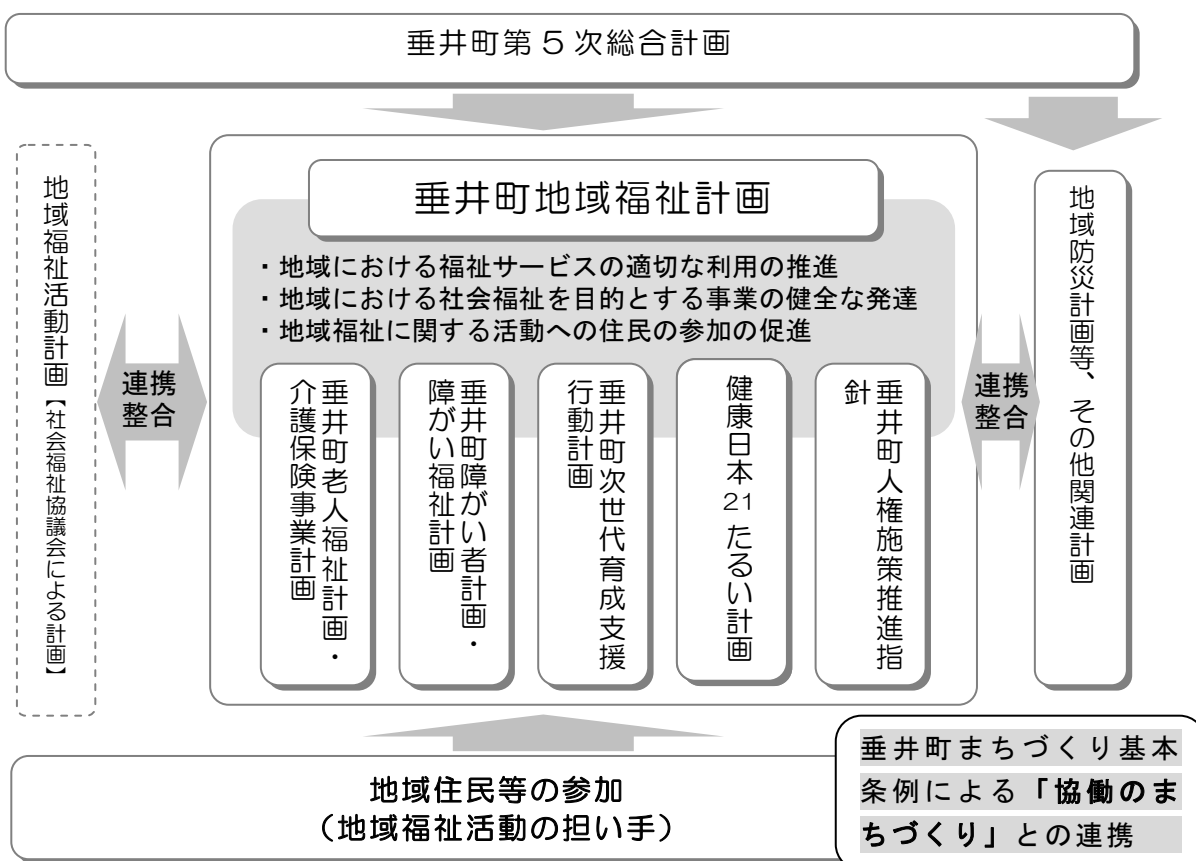 垂井町第５次総合計画
地域福祉活動計画【社会福祉協議会による計画】
連携
整合
垂井町地域福祉計画
・地域における福祉サービスの適切な利用の推進
・地域における社会福祉を目的とする事業の健全な発達
・地域福祉に関する活動への住民の参加の促進
垂井町老人福祉計画・
介護保険事業計画
垂井町障がい者計画・
障がい福祉計画
垂井町次世代育成支援
行動計画
健康日本21たるい計画
垂井町人権施策推進指
針
連携
整合
地域防災計画等、その他関連計画
地域住民等の参加
（地域福祉活動の担い手）
垂井町まちづくり基本
条例による「協働のま
ちづくり」との連携